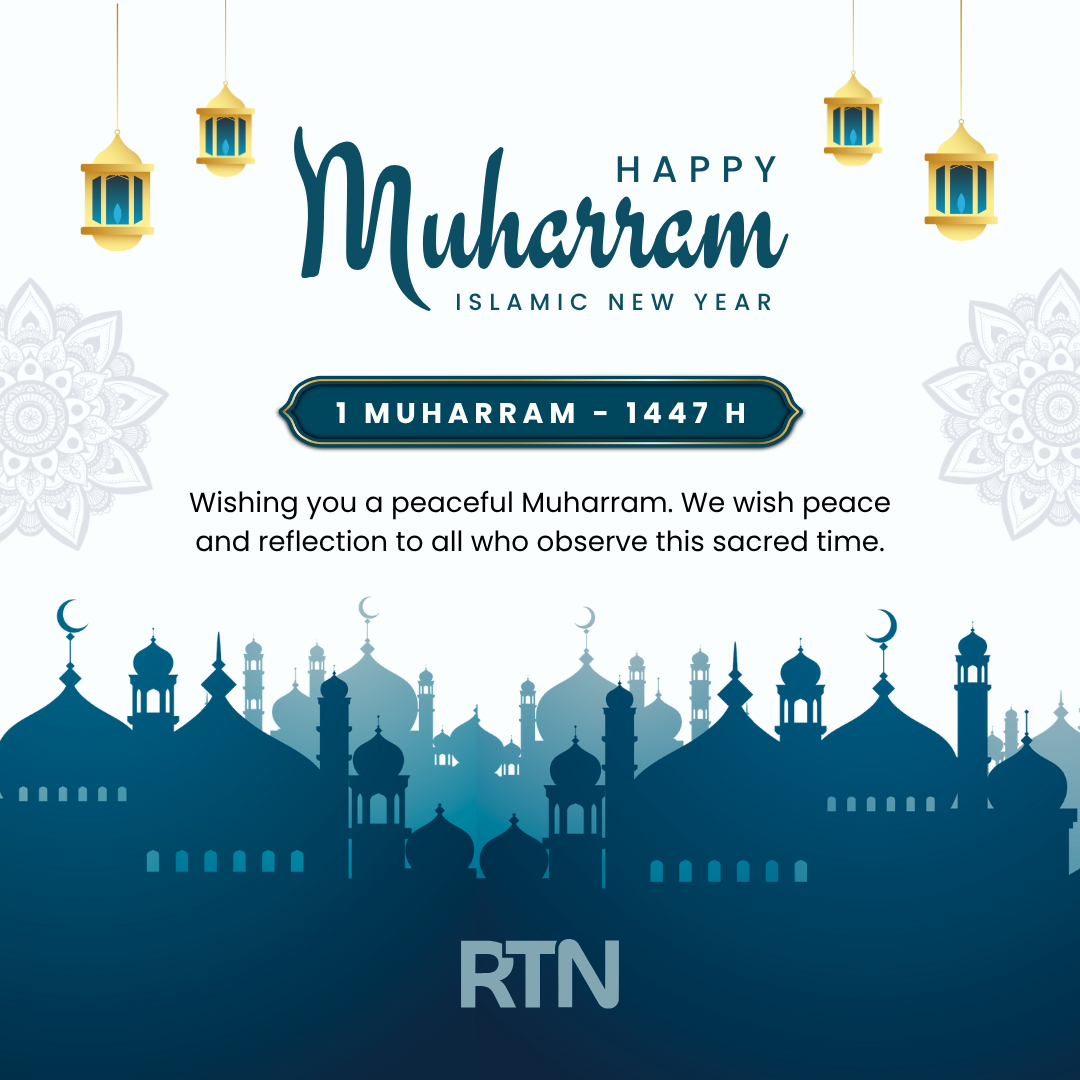 HAPPY
Muharram
ISLAMIC NEW YEAR
1 MUHARRAM - 1447 H
Wishing you a peaceful Muharram. We wish peace
and reflection to all who observe this sacred time.
RTN